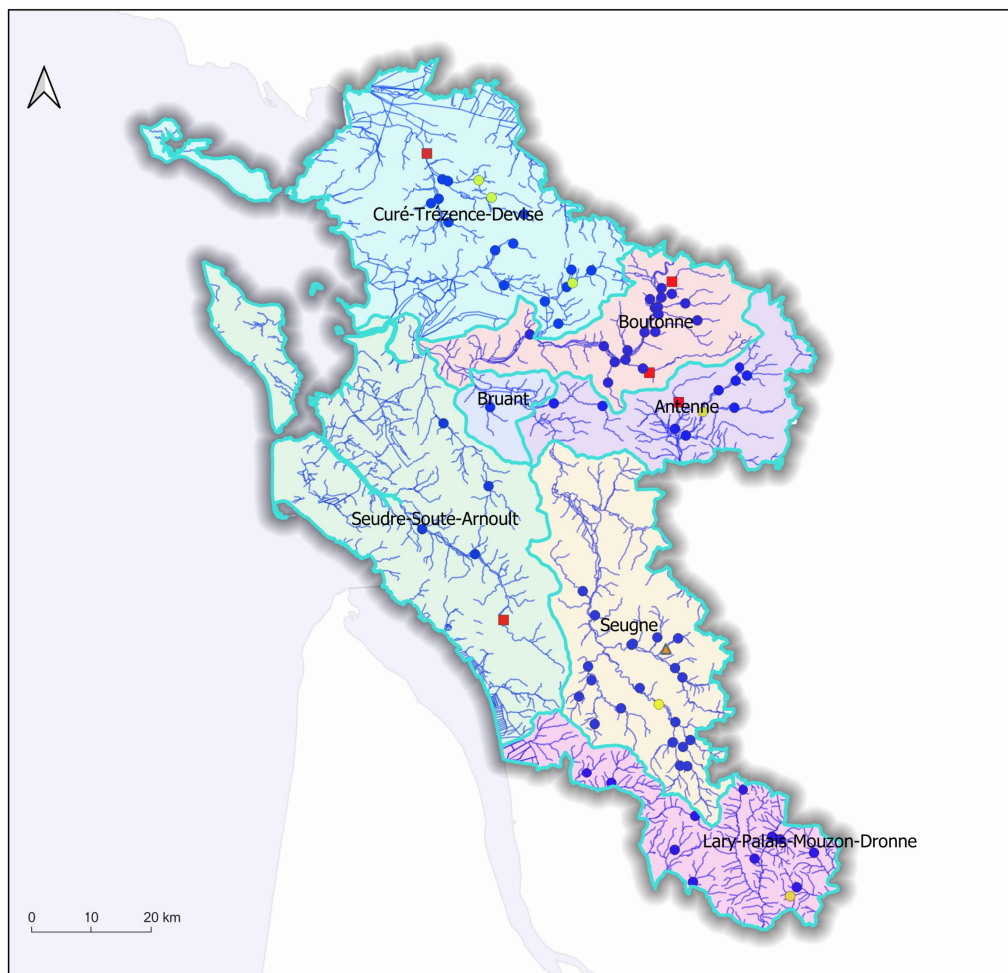 Curé-Trézence-Devise
Boutonne
Bruant
Antenne
Seudre-Soute-Arnoult
Seugne
Lary-Palais-Mouzon-Dronne
0 10 20 km